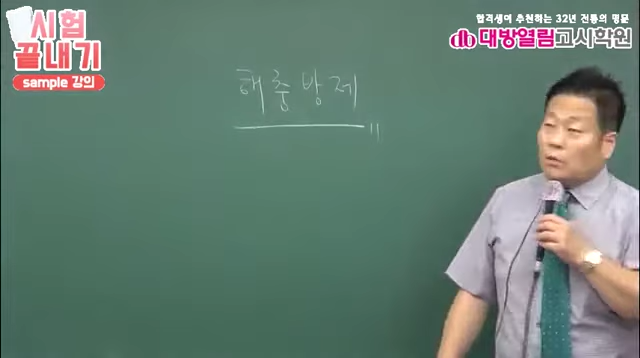 시험
끝내기
sample 강의
합격생이 추천하는 32년 전통의 명문
대방열림고시학원
해충방제